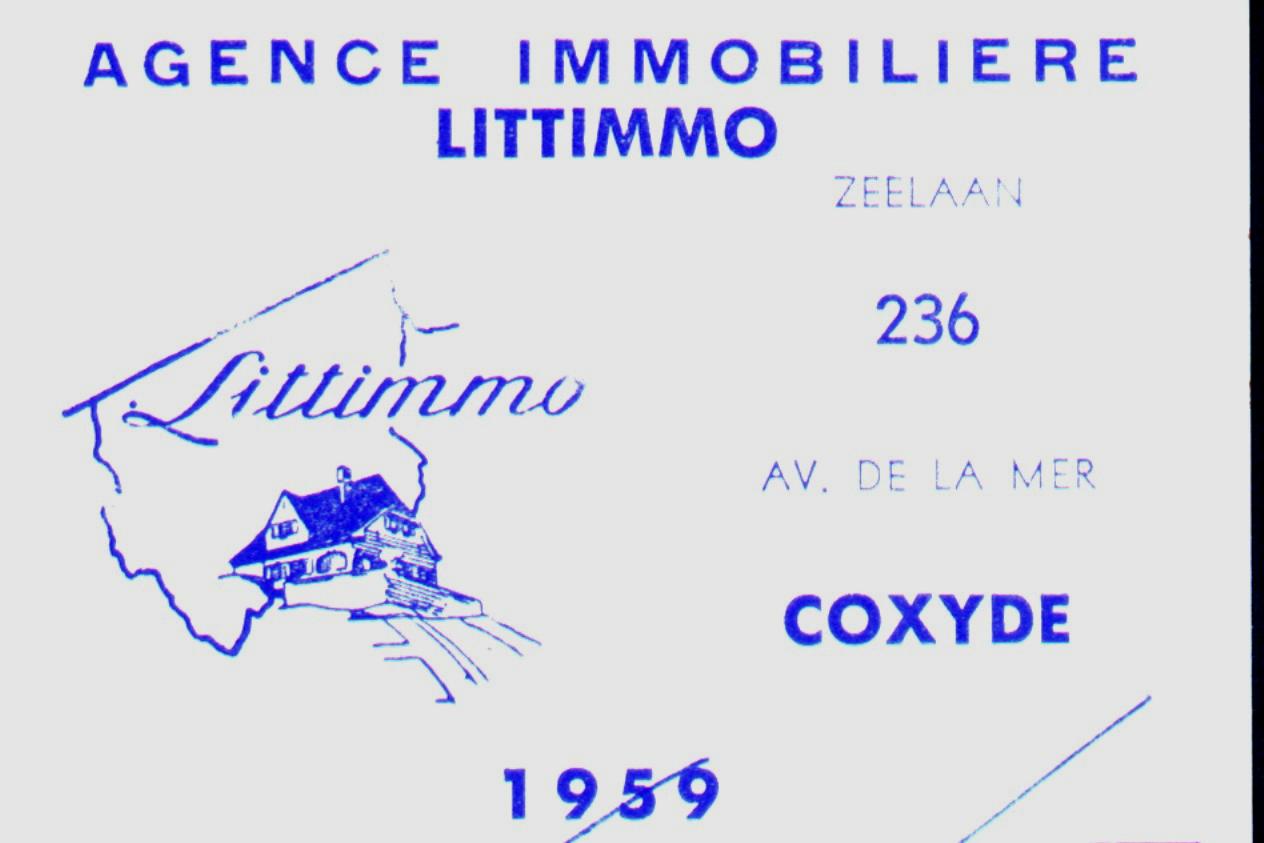 AGENCE IMMOBILIERE
LITTIMMO
ZEELAAN
236
Littimmo
AV. DE LA MER
COXYDE
1959